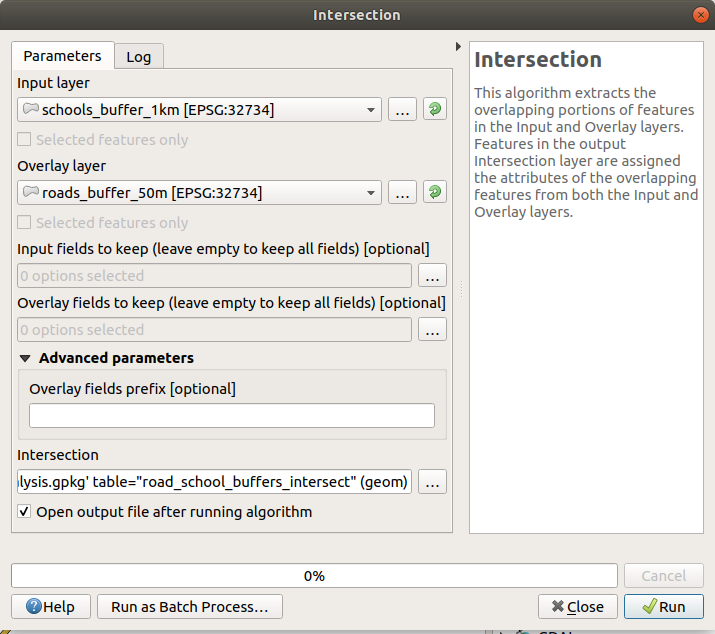 Intersection
Parameters
Log
Input layer
schools_buffer_1km [EPSG:32734]
...
Selected features only
Overlay layer
roads_buffer_50m [EPSG:32734]
...
Selected features only
Input fields to keep (leave empty to keep all fields) [optional]
0 options selected
...
Overlay fields to keep (leave empty to keep all fields) [optional]
0 options selected
...
Advanced parameters
Overlay fields prefix [optional]
Intersection
lysis.gpkg' table="road_school_buffers_intersect" (geom)
...
Open output file after running algorithm
Intersection
This algorithm extracts the
overlapping portions of features
in the Input and Overlay layers.
Features in the output
Intersection layer are assigned
the attributes of the overlapping
features from both the Input and
Overlay layers.
0%
Cancel
Help
Run as Batch Process...
Close
Run